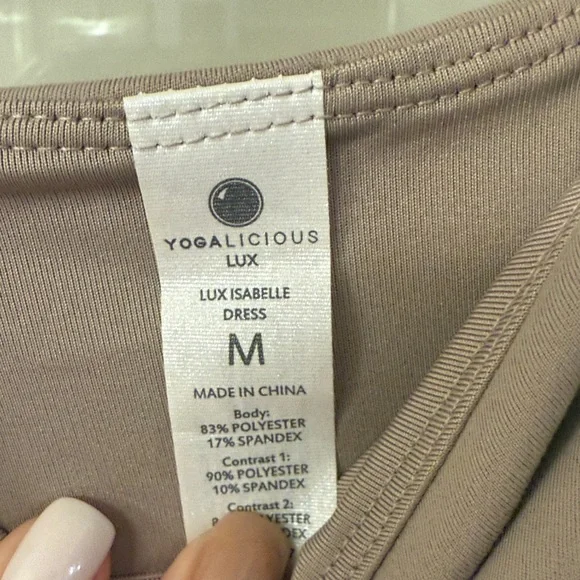 YOGALICIOUS
LUX
LUX ISABELLE
DRESS
M
MADE IN CHINA
Body:
83% POLYESTER
17% SPANDEX
Contrast 1:
90% POLYESTER
10% SPANDEX
Contrast 2: